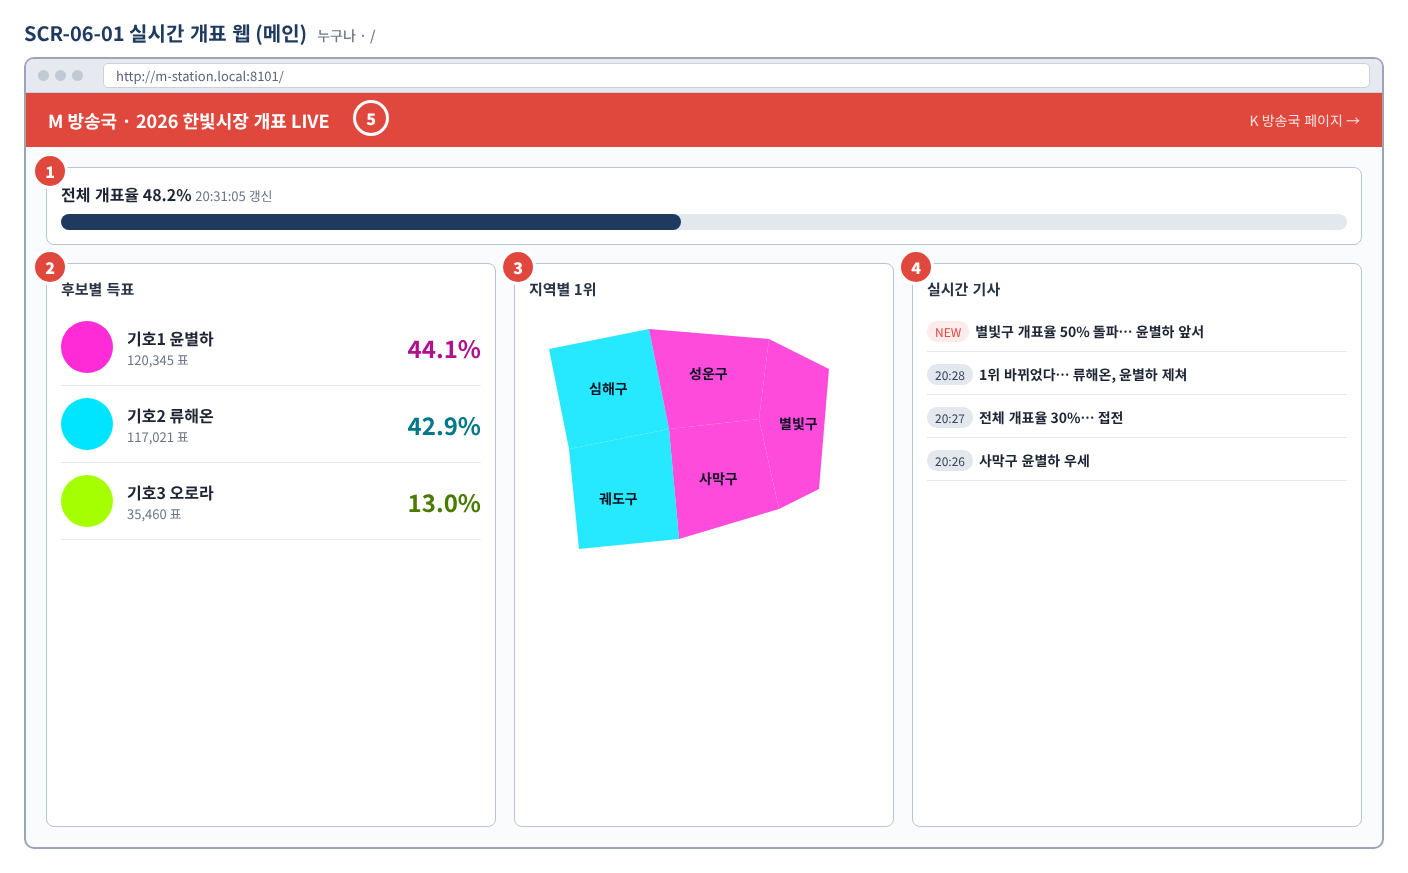 SCR-06-01 실시간 개표 웹 (메인) 누구나 · /
http://m-station.local:8101/
M 방송국 · 2026 한빛시장 개표 LIVE 5 K 방송국 페이지 →
1
전체 개표율 48.2% 20:31:05 갱신
2
후보별 득표
기호1 윤별하
120,345 표
44.1%
기호2 류해온
117,021 표
42.9%
기호3 오로라
35,460 표
13.0%
3
지역별 1위
심해구
성운구
별빛구
궤도구
사막구
4
실시간 기사
NEW 별빛구 개표율 50% 돌파… 윤별하 앞서
20:28 1위 바뀌었다… 류해온, 윤별하 제쳐
20:27 전체 개표율 30%… 접전
20:26 사막구 윤별하 우세